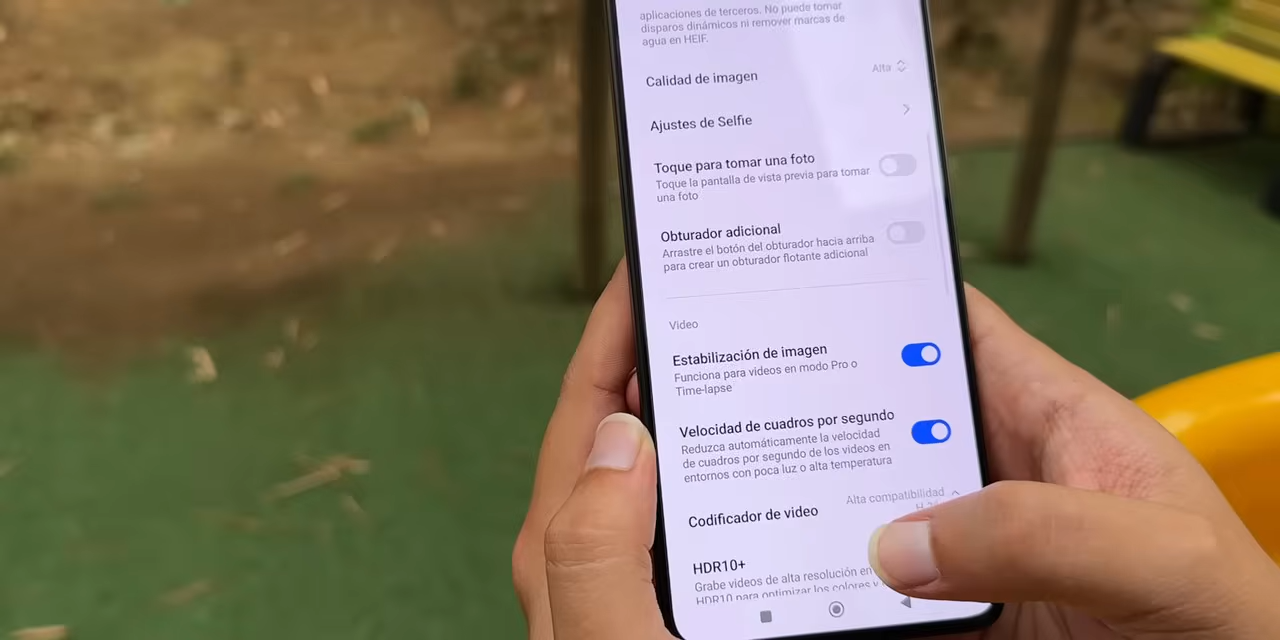 aplicaciones de terceros. No puede tomar
disparos dinámicos ni remover marcas de
agua en HEIF.
Calidad de imagen
Alta
Ajustes de Selfie
Toque para tomar una foto
Toque la pantalla de vista previa para tomar
una foto
Obturador adicional
Arrastre el botón del obturador hacia arriba
para crear un obturador flotante adicional
Video
Estabilización de imagen
Funciona para videos en modo Pro o
Time-lapse
Velocidad de cuadros por segundo
Reduzca automáticamente la velocidad
de cuadros por segundo de los videos en
entornos con poca luz o alta temperatura
Codificador de video
Alta compatibilidad
HDR10+
Grabe videos de alta resolución en
HDR10 para optimizar los colores y